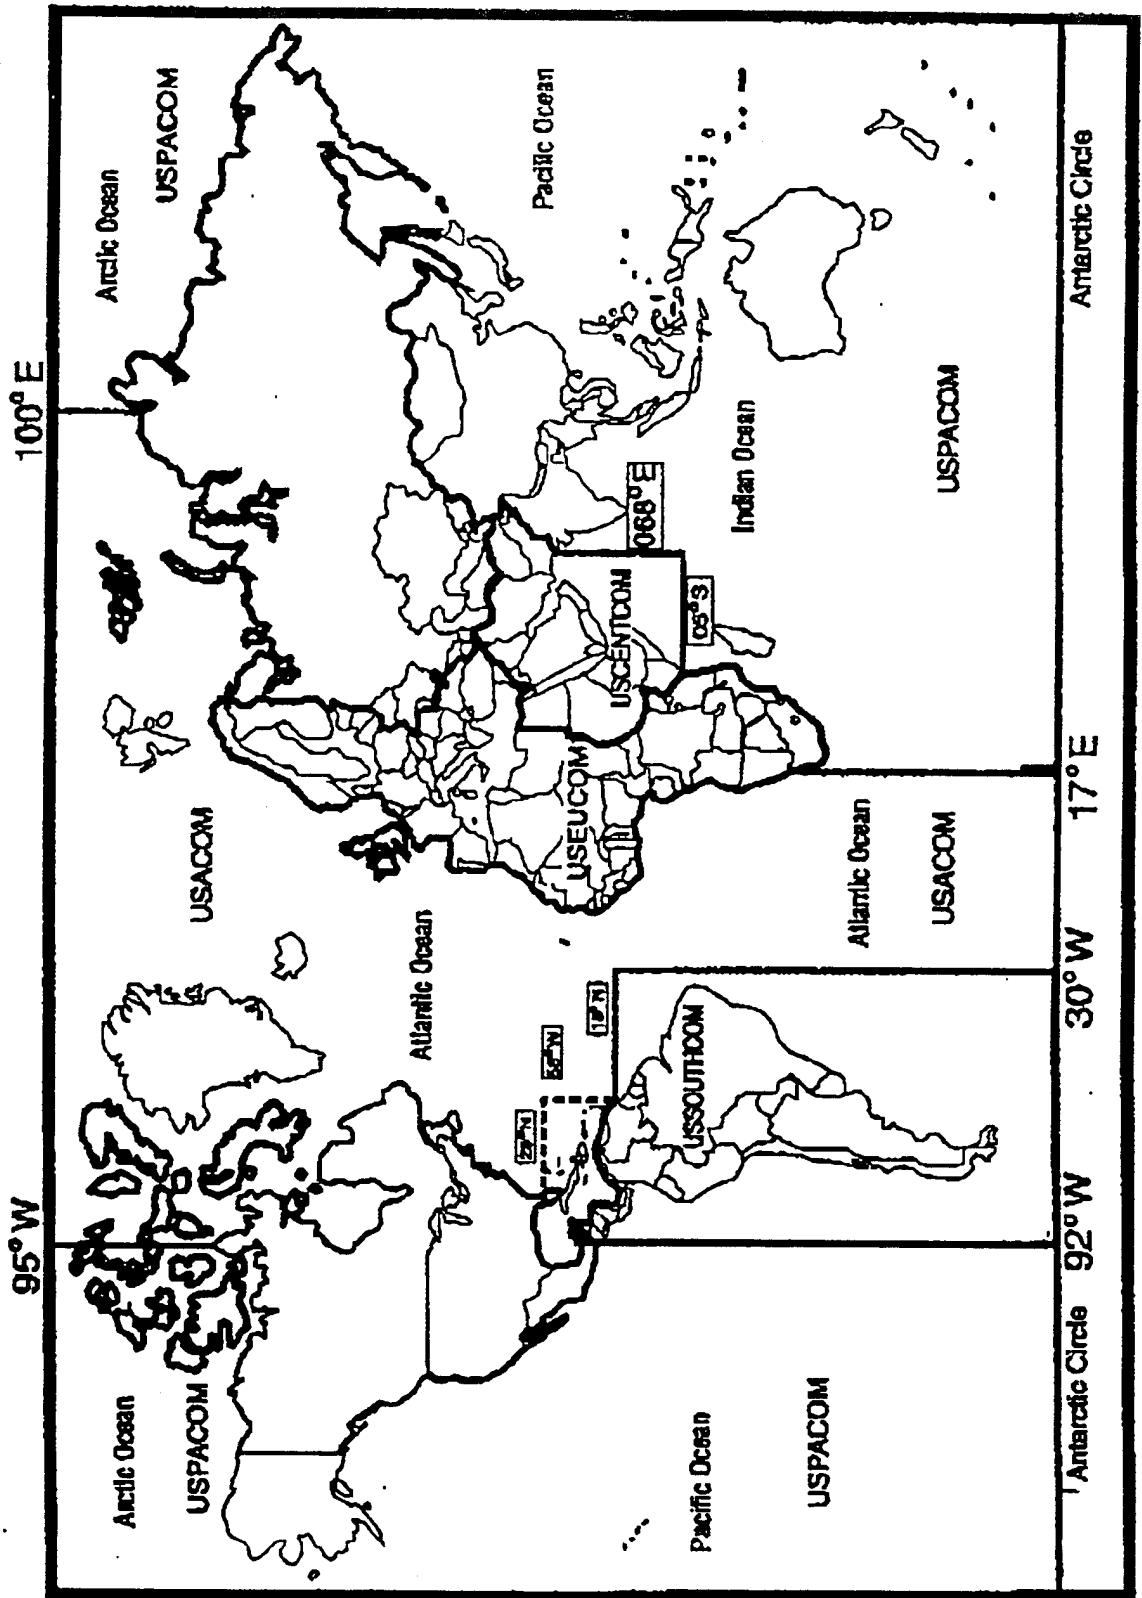 95° W
100° E
Arctic Ocean
Arctic Ocean
USPACOM
USACOM
USPACOM
Atlantic Ocean
Pacific Ocean
USEUCOM
USCENTCOM
068° E
05° S
USSOUTHCOM
Pacific Ocean
Indian Ocean
USPACOM
Atlantic Ocean
USACOM
USPACOM
Antarctic Circle
92° W
30° W
17° E
Antarctic Circle